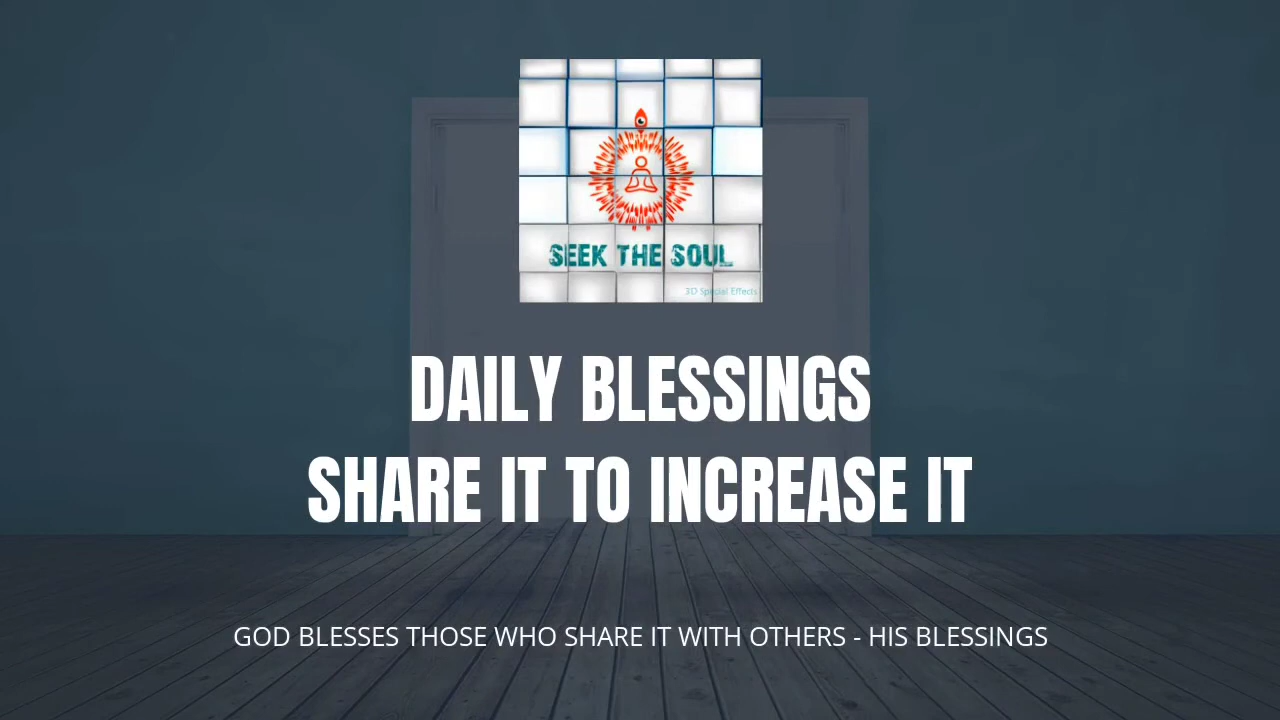 SEEK THE SOUL
3D Special Effects
DAILY BLESSINGS
SHARE IT TO INCREASE IT
GOD BLESSES THOSE WHO SHARE IT WITH OTHERS - HIS BLESSINGS